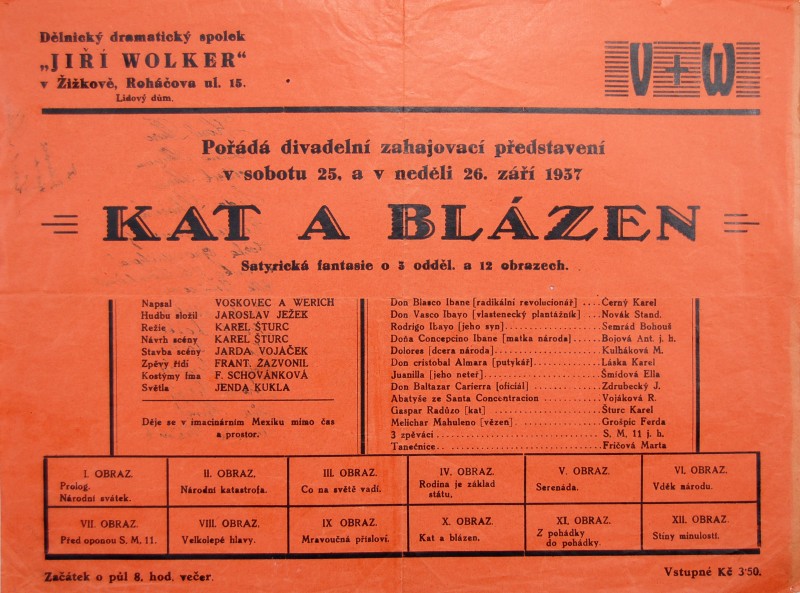 Dělnický dramatický spolek
„JIŘÍ WOLKER"
v Žižkově, Roháčova ul. 15.
Lidový dům.
V + W
Pořádá divadelní zahajovací představení
v sobotu 25. a v neděli 26. září 1937
KAT A BLÁZEN
Satyrická fantasie o 3 odděl. a 12 obrazech.
Napsal VOSKOVEC A WERICH
Hudbu složil JAROSLAV JEŽEK
Režie KAREL ŠTURC
Návrh scény KAREL ŠTURC
Stavba scény JARDA VOJÁČEK
Zpěvy řídí FRANT. ŽAZVONIL
Kostýmy fma F. SCHOVÁNKOVÁ
Světla JENDA KUKLA
Děje se v imacinárním Mexiku mimo čas
a prostor.
Don Blasco Ibane [radikální revolucionář] .... Černý Karel
Don Vasco Ibayo [vlastenecký plantážník] .... Novák Stand.
Rodrigo Ibayo [jeho syn] .... Semrád Bohouš
Doňa Concepcino Ibane [matka národa] .... Bojová Ant. j. h.
Dolores [dcera národa] .... Kulháková M.
Don cristobal Almara [putykář] .... Láska Karel
Juanilla [jeho neteř] .... Šmídová Ella
Don Baltazar Carierra [oficiál] .... Zdrubecký J.
Abatyše ze Santa Concentracion .... Vojáková R.
Gaspar Radůzo [kat] .... Šturc Karel
Melichar Mahuleno [vězen] .... Grošpic Ferda
3 zpěváci .... S. M. 11 j. h.
Tanečnice .... Fričová Marta
I. OBRAZ.
Prolog.
Národní svátek.
II. OBRAZ.
Národní katastrofa.
III. OBRAZ.
Co na světě vadí.
IV. OBRAZ.
Rodina je základ
státu.
V. OBRAZ.
Serenáda.
VI. OBRAZ.
Vděk národu.
VII. OBRAZ.
Před oponou S. M. 11.
VIII. OBRAZ.
Velkolepé hlavy.
IX OBRAZ.
Mravoučná přísloví.
X. OBRAZ.
Kat a blázen.
XI. OBRAZ.
Z pohádky
do pohádky.
XII. OBRAZ.
Stíny minulosti.
Začátek o půl 8. hod. večer.
Vstupné Kč 3·50.